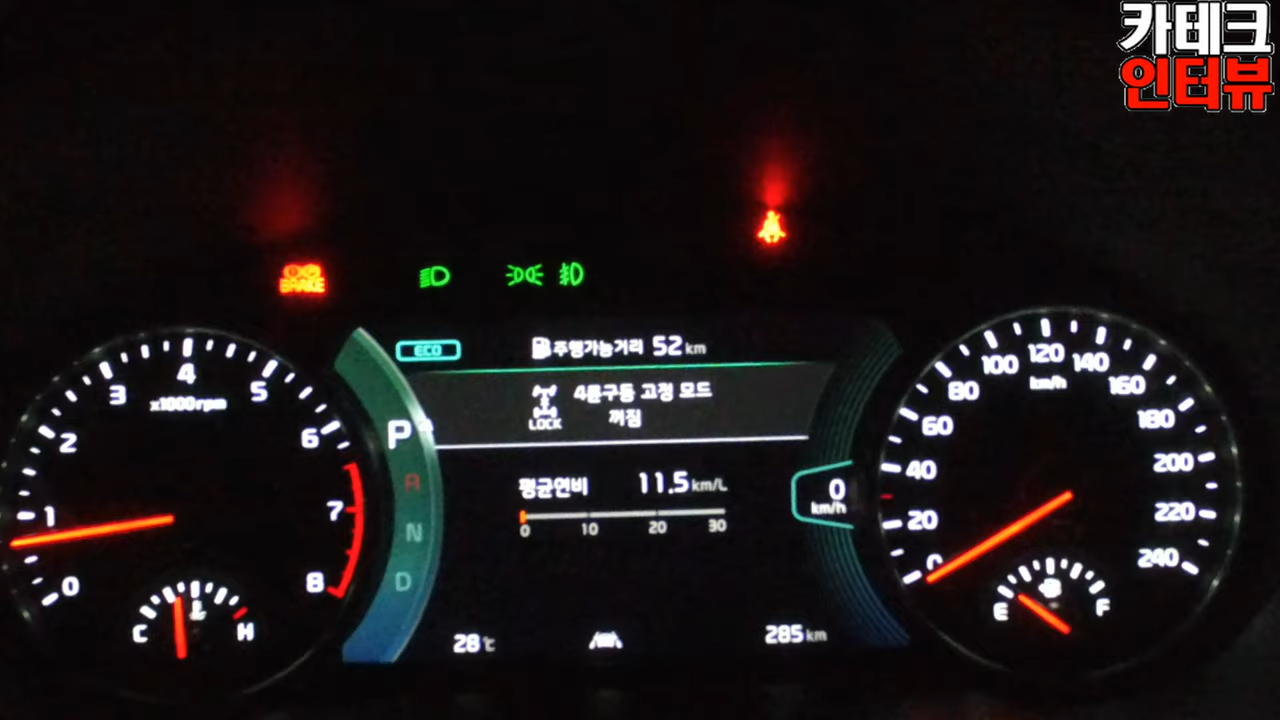 카테크
인터뷰
BRAKE
ECO
주행가능거리 52 km
4륜구동 고정 모드
꺼짐
LOCK
평균연비 11.5 km/L
0 10 20 30
P
R
N
D
0 1 2 3 4 5 6 7 8
x1000rpm
C H
0 km/h
0 20 40 60 80 100 120 140 160 180 200 220 240
km/h
E F
28℃
285 km